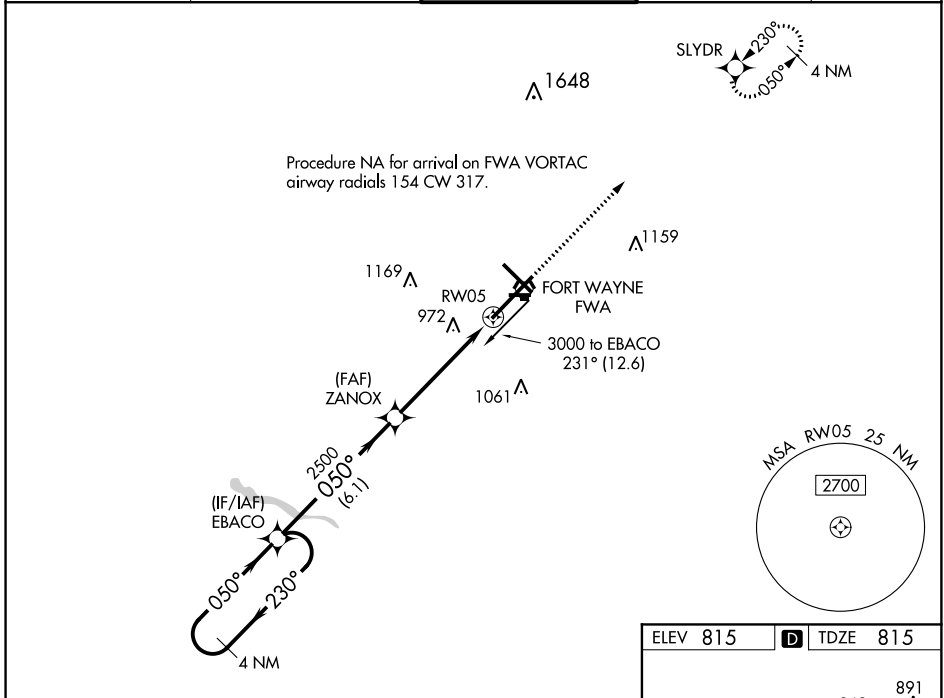 SLYDR
230°
050°
4 NM
1648
Procedure NA for arrival on FWA VORTAC
airway radials 154 CW 317.
1159
1169
RW05
FORT WAYNE
FWA
972
3000 to EBACO
231° (12.6)
(FAF)
ZANOX
1061
2500
050°
(6.1)
(IF/IAF)
EBACO
050°
230°
4 NM
MSA RW05 25 NM
2700
ELEV 815 D TDZE 815
891